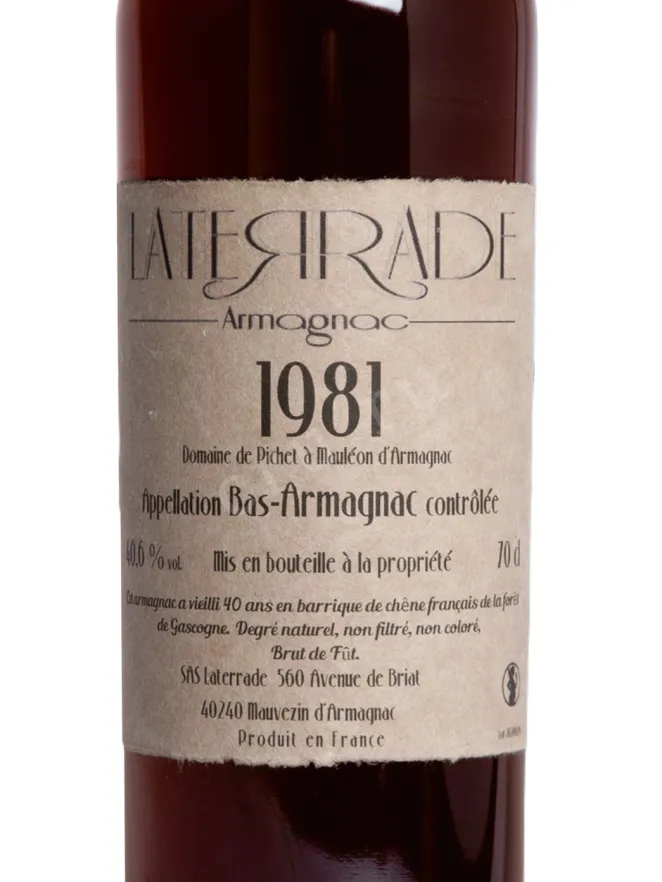 LATERRADE
Armagnac
1981
Domaine de Pichet à Mauléon d'Armagnac
Appellation Bas-Armagnac contrôlée
40.6 % vol. Mis en bouteille à la propriété 70 cl
Cet armagnac a vieilli 40 ans en barrique de chêne français de la forêt
de Gascogne. Degré naturel, non filtré, non coloré,
Brut de Fût.
SAS Laterrade 560 Avenue de Briat
40240 Mauvezin d'Armagnac
Produit en France
Lot